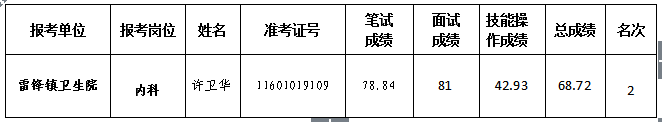 报考单位 报考岗位 姓名 准考证号 笔试成绩 面试成绩 技能操作成绩 总成绩 名次
雷锋镇卫生院 内科 许卫华 11601019109 78.84 81 42.93 68.72 2